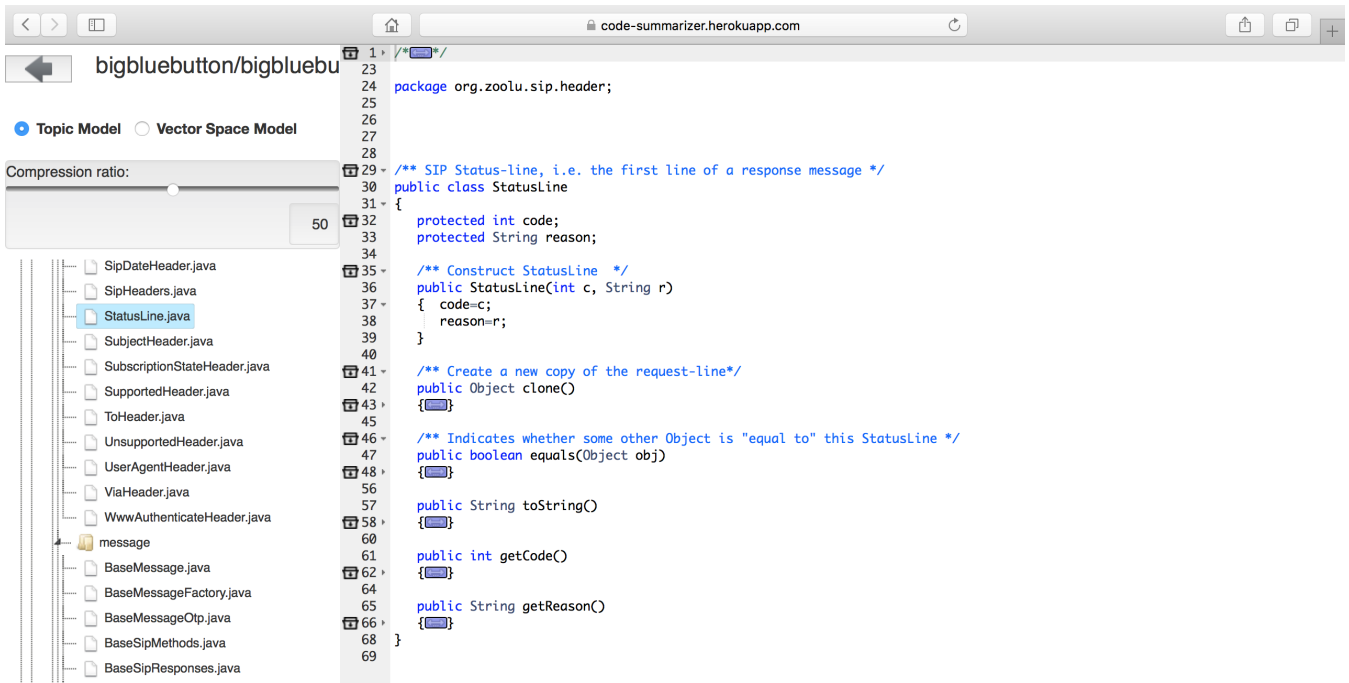 code-summarizer.herokuapp.com
bigbluebutton/bigbluebu
Topic Model Vector Space Model
Compression ratio:
50
SipDateHeader.java
SipHeaders.java
StatusLine.java
SubjectHeader.java
SubscriptionStateHeader.java
SupportedHeader.java
ToHeader.java
UnsupportedHeader.java
UserAgentHeader.java
ViaHeader.java
WwwAuthenticateHeader.java
message
BaseMessage.java
BaseMessageFactory.java
BaseMessageOtp.java
BaseSipMethods.java
BaseSipResponses.java
1 /* */
23
24 package org.zoolu.sip.header;
25
26
27
28
29 /** SIP Status-line, i.e. the first line of a response message */
30 public class StatusLine
31 {
32 protected int code;
33 protected String reason;
34
35 /** Construct StatusLine */
36 public StatusLine(int c, String r)
37 { code=c;
38 reason=r;
39 }
40
41 /** Create a new copy of the request-line*/
42 public Object clone()
43 { }
45
46 /** Indicates whether some other Object is "equal to" this StatusLine */
47 public boolean equals(Object obj)
48 { }
56
57 public String toString()
58 { }
60
61 public int getCode()
62 { }
64
65 public String getReason()
66 { }
68 }
69